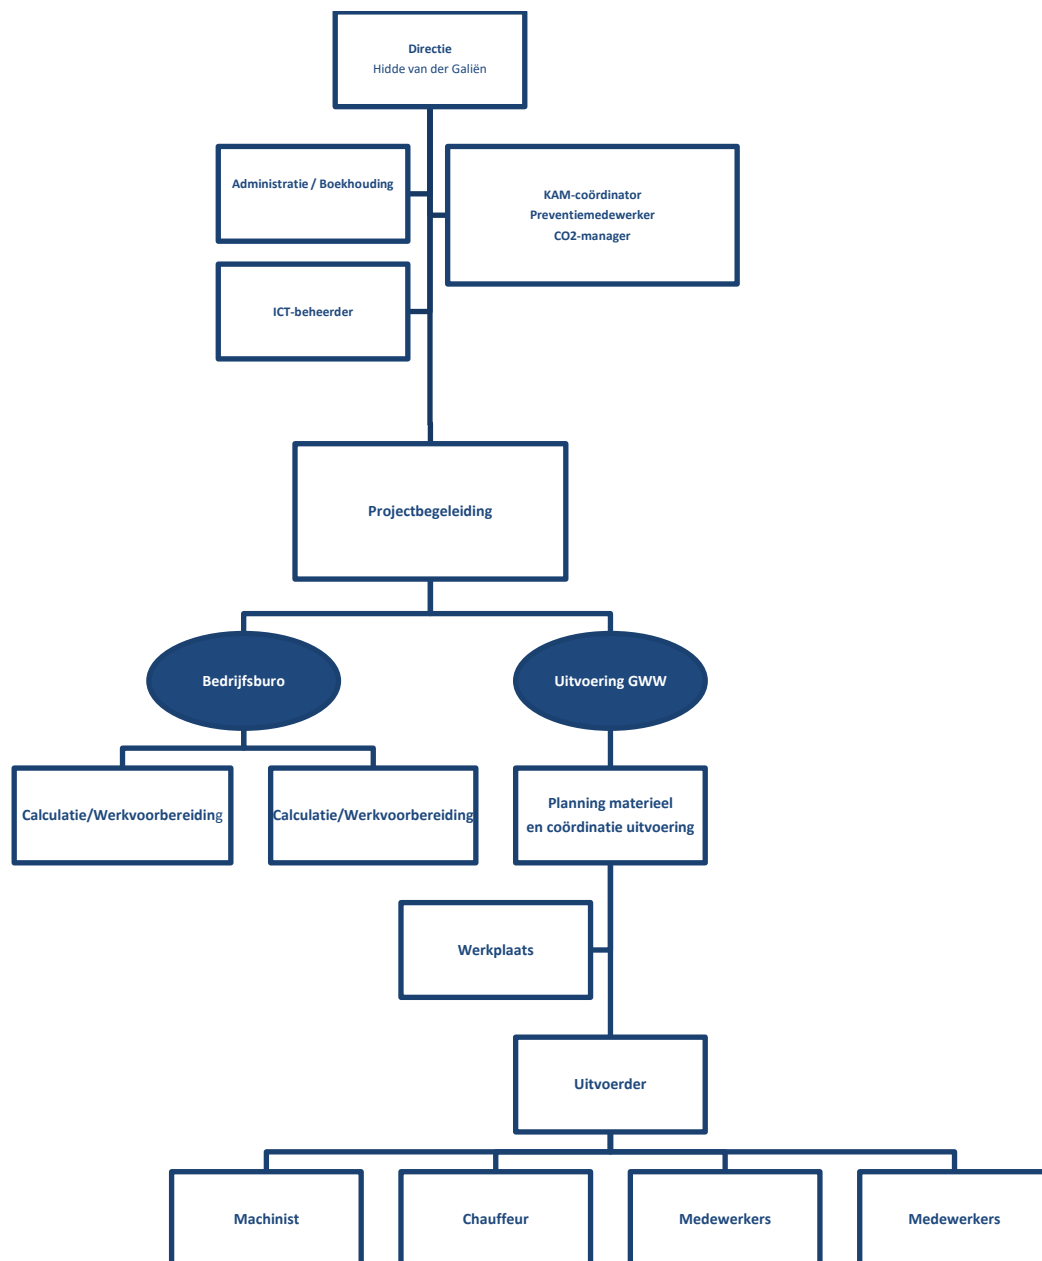 Directie
Hidde van der Galiën
Administratie / Boekhouding
KAM-coördinator
Preventiemedewerker
CO2-manager
ICT-beheerder
Projectbegeleiding
Bedrijfsburo
Uitvoering GWW
Calculatie/Werkvoorbereiding
Calculatie/Werkvoorbereiding
Planning materieel
en coördinatie uitvoering
Werkplaats
Uitvoerder
Machinist
Chauffeur
Medewerkers
Medewerkers